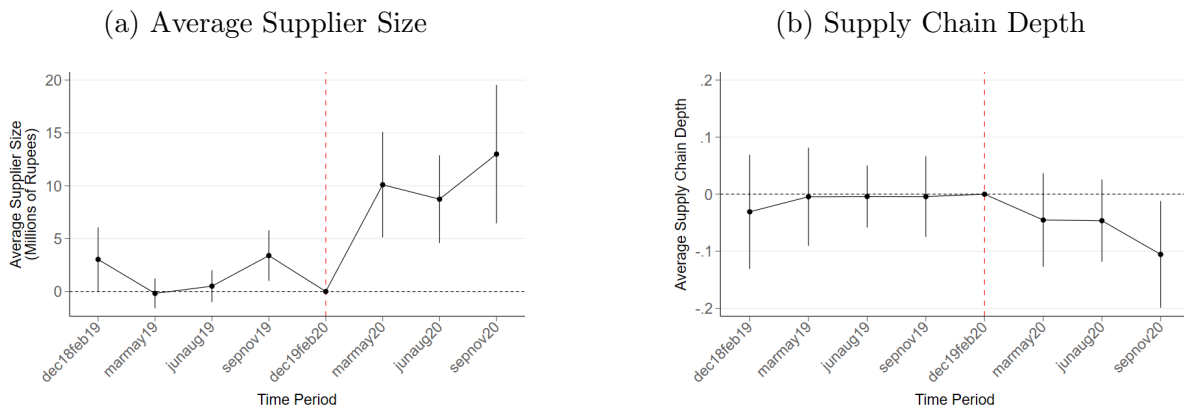 (a) Average Supplier Size
Average Supplier Size
(Millions of Rupees)
20
15
10
5
0
dec18feb19
marmay19
junaug19
sepnov19
dec19feb20
marmay20
junaug20
sepnov20
Time Period
(b) Supply Chain Depth
Average Supply Chain Depth
.2
.1
0
-.1
-.2
dec18feb19
marmay19
junaug19
sepnov19
dec19feb20
marmay20
junaug20
sepnov20
Time Period